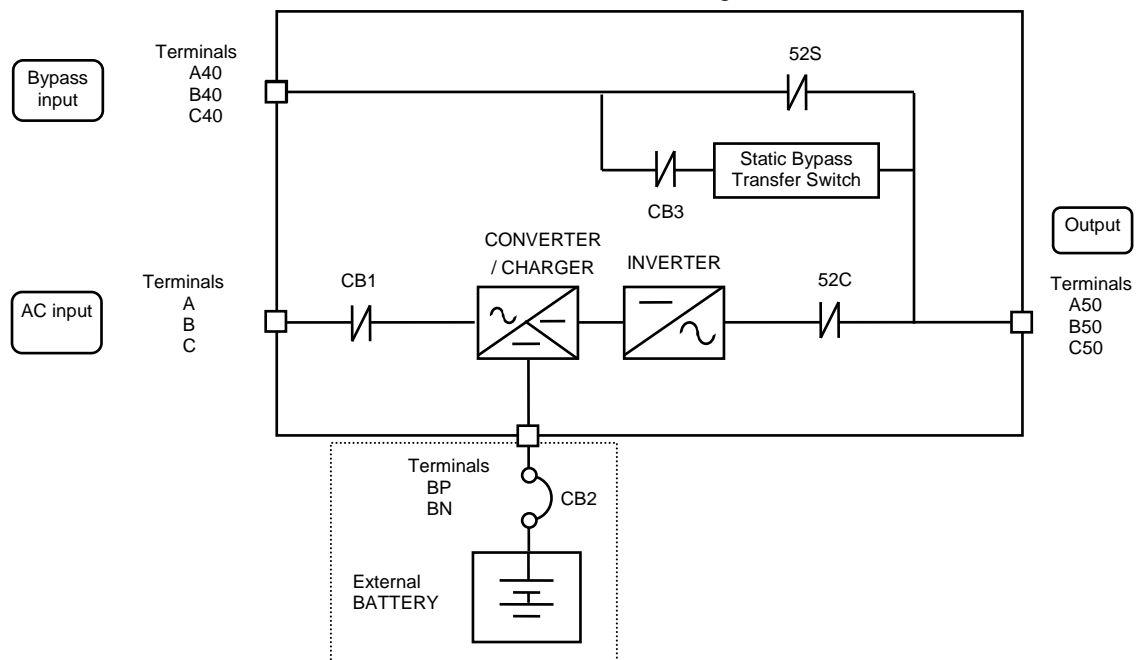 Bypass
input
Terminals
A40
B40
C40
52S
Static Bypass
Transfer Switch
CB3
Output
Terminals
A50
B50
C50
AC input
Terminals
A
B
C
CB1
CONVERTER
/ CHARGER
INVERTER
52C
Terminals
BP
BN
CB2
External
BATTERY